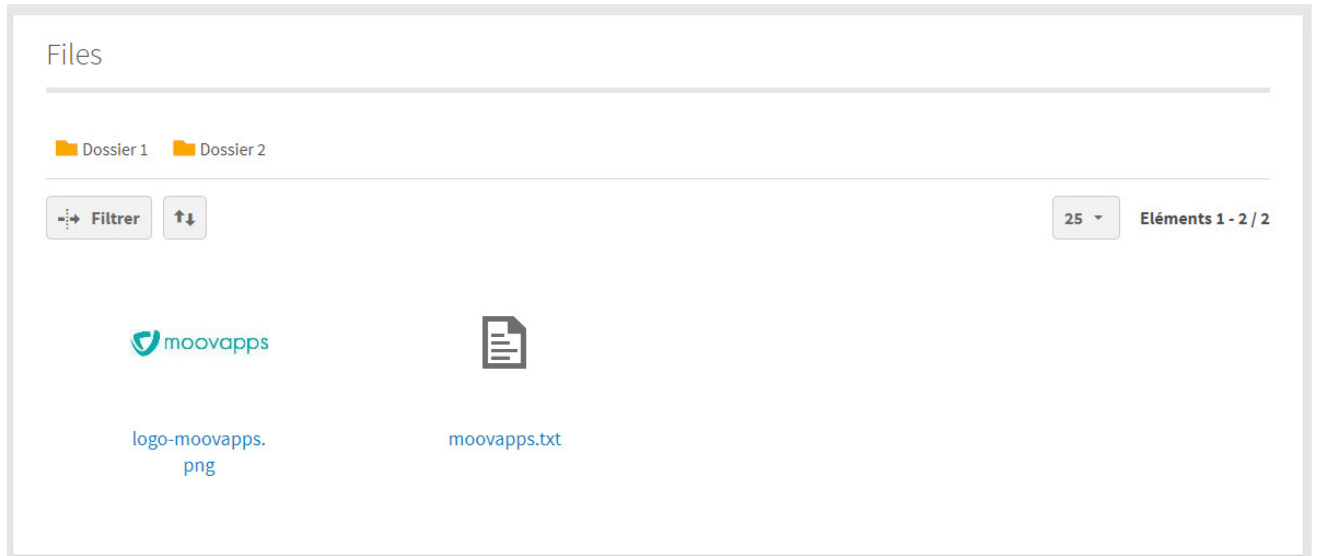 Files
Dossier 1 Dossier 2
Filtrer 25 Eléments 1 - 2 / 2
moovapps
logo-moovapps. moovapps.txt
png